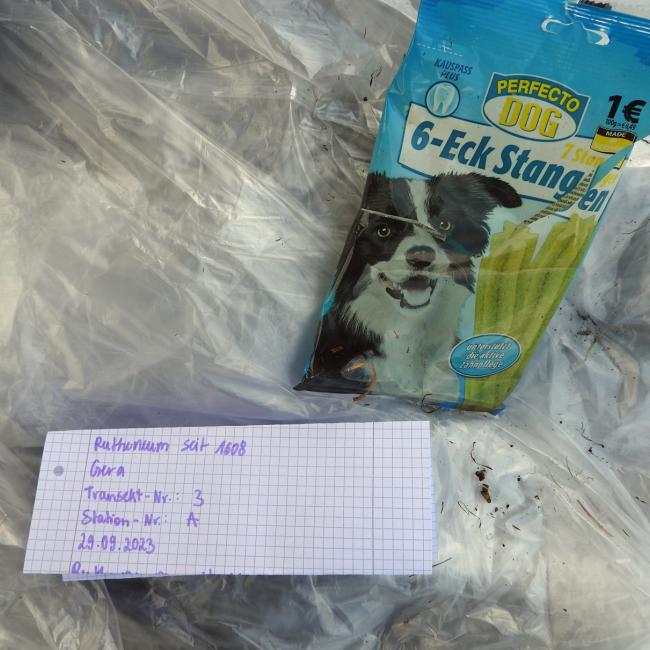 KAUSPASS
PLUS
PERFECTO
DOG
1€
MADE
6-Eck Stangen
unterstützt
die aktive
Zahnpflege
Rutheneum seit 1608
Gera
Transekt-Nr.: 3
Station-Nr.: A
29.09.2023